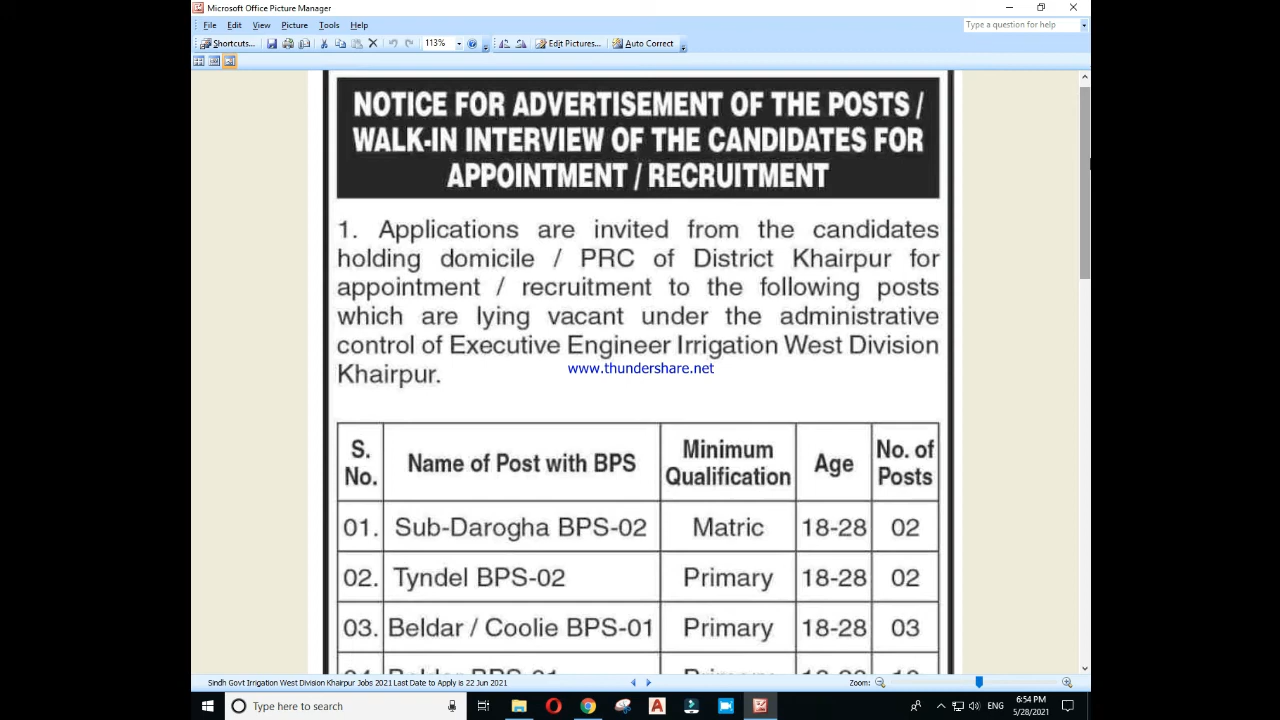 Microsoft Office Picture Manager
File Edit View Picture Tools Help
Type a question for help
Shortcuts... 113% Edit Pictures... Auto Correct
NOTICE FOR ADVERTISEMENT OF THE POSTS /
WALK-IN INTERVIEW OF THE CANDIDATES FOR
APPOINTMENT / RECRUITMENT
1. Applications are invited from the candidates
holding domicile / PRC of District Khairpur for
appointment / recruitment to the following posts
which are lying vacant under the administrative
control of Executive Engineer Irrigation West Division
Khairpur.
www.thundershare.net
S. No. Name of Post with BPS Minimum Qualification Age No. of Posts
01. Sub-Darogha BPS-02 Matric 18-28 02
02. Tyndel BPS-02 Primary 18-28 02
03. Beldar / Coolie BPS-01 Primary 18-28 03
Sindh Govt Irrigation West Division Khairpur Jobs 2021 Last Date to Apply is 22 Jun 2021 Zoom:
Type here to search
ENG
6:54 PM
5/28/2021